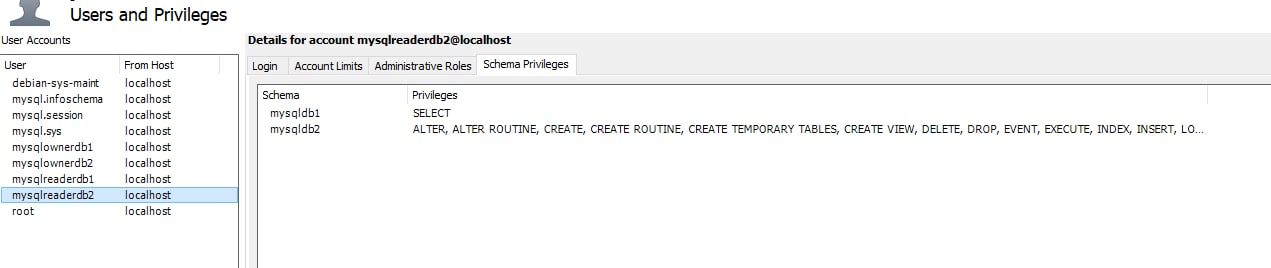 Users and Privileges
User Accounts
Details for account mysqlreaderdb2@localhost
User From Host
Login Account Limits Administrative Roles Schema Privileges
debian-sys-maint localhost
mysql.infoschema localhost
mysql.session localhost
mysql.sys localhost
mysqlownerdb1 localhost
mysqlownerdb2 localhost
mysqlreaderdb1 localhost
mysqlreaderdb2 localhost
root localhost
Schema Privileges
mysqldb1 SELECT
mysqldb2 ALTER, ALTER ROUTINE, CREATE, CREATE ROUTINE, CREATE TEMPORARY TABLES, CREATE VIEW, DELETE, DROP, EVENT, EXECUTE, INDEX, INSERT, LO...